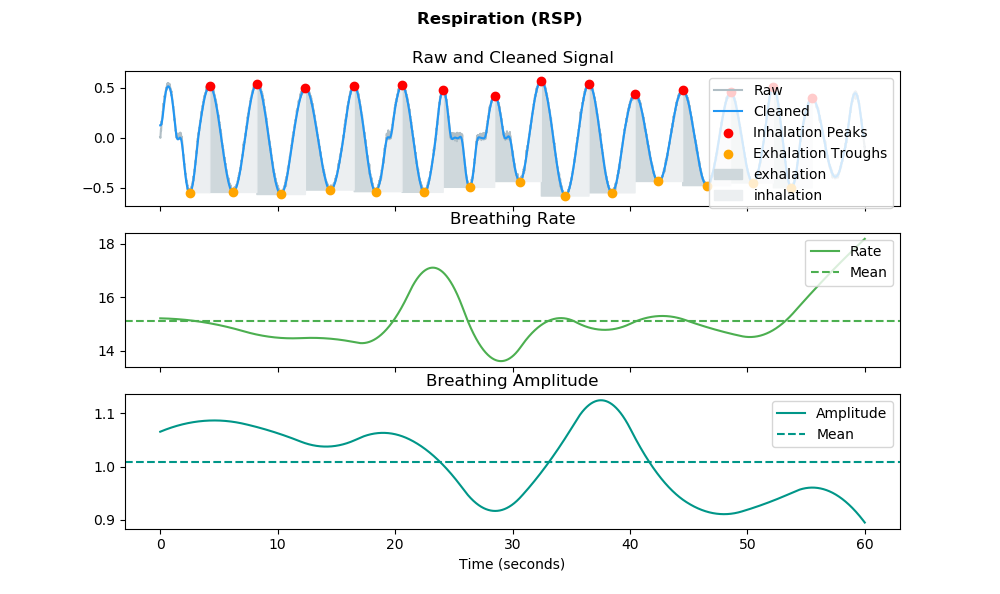 Respiration (RSP)
Raw and Cleaned Signal
0.5
0.0
−0.5
Raw
Cleaned
Inhalation Peaks
Exhalation Troughs
exhalation
inhalation
Breathing Rate
18
16
14
Rate
Mean
Breathing Amplitude
1.1
1.0
0.9
Amplitude
Mean
0 10 20 30 40 50 60
Time (seconds)